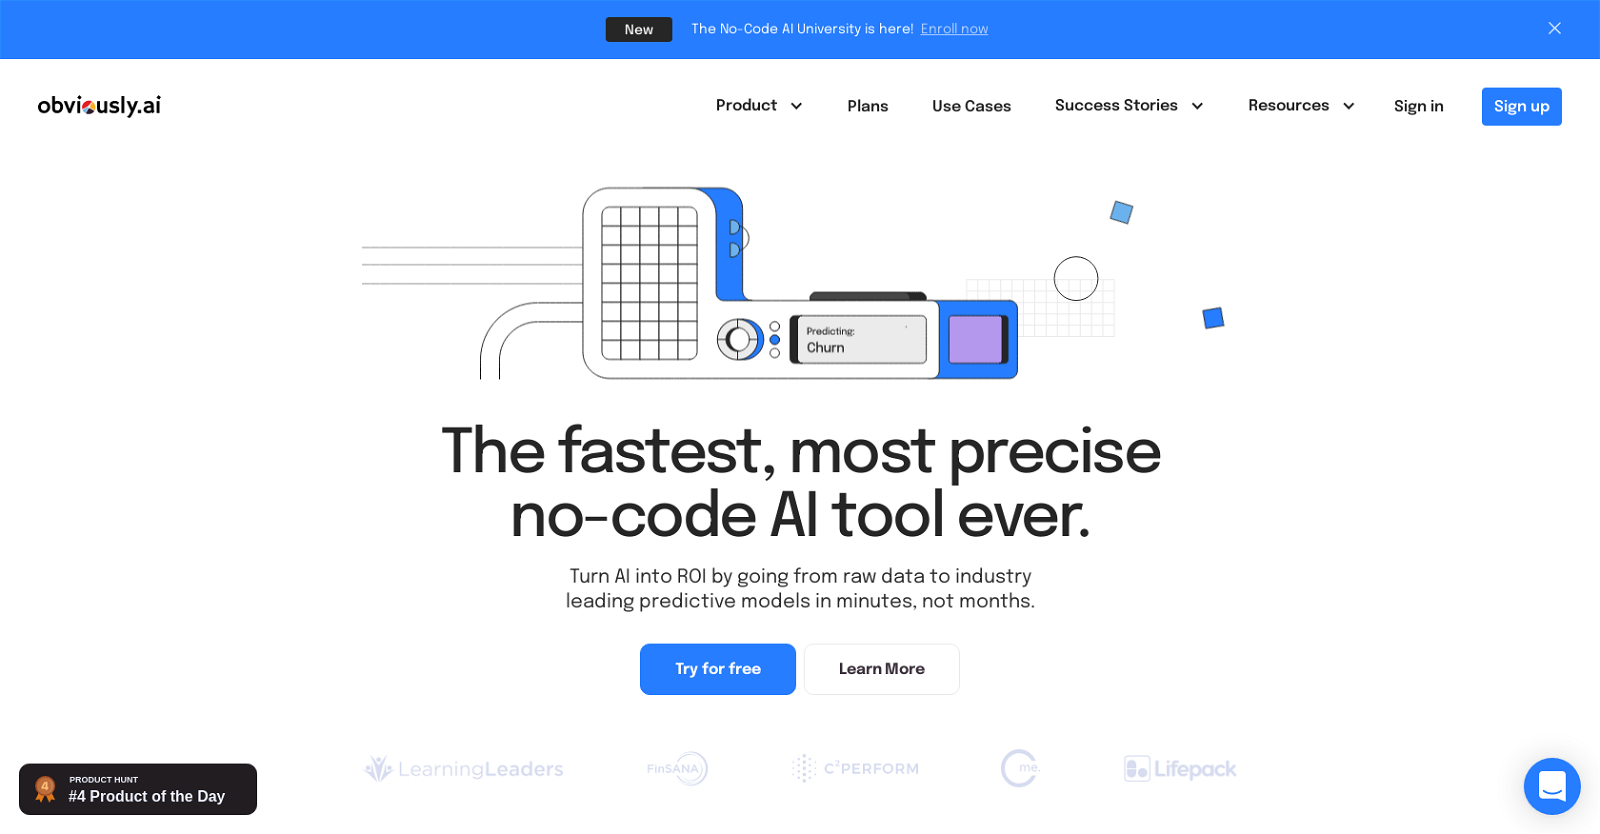 New The No-Code AI University is here! Enroll now
obviously.ai Product Plans Use Cases Success Stories Resources Sign in Sign up
Predicting:
Churn
The fastest, most precise
no-code AI tool ever.
Turn AI into ROI by going from raw data to industry
leading predictive models in minutes, not months.
Try for free Learn More
LearningLeaders FinSANA C²PERFORM me. Lifepack
4 PRODUCT HUNT
#4 Product of the Day